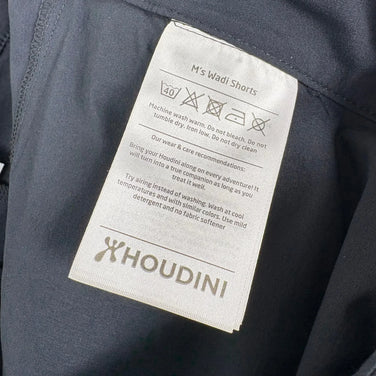 M's Wadi Shorts
40
Machine wash warm. Do not bleach. Do not
tumble dry. Iron low. Do not dry clean
Our wear & care recommendations:
Bring your Houdini along on every adventure! It
will turn into a true companion as long as you
treat it well.
Try airing instead of washing. Wash at cool
temperatures and with similar colors. Use mild
detergent and no fabric softener
HOUDINI